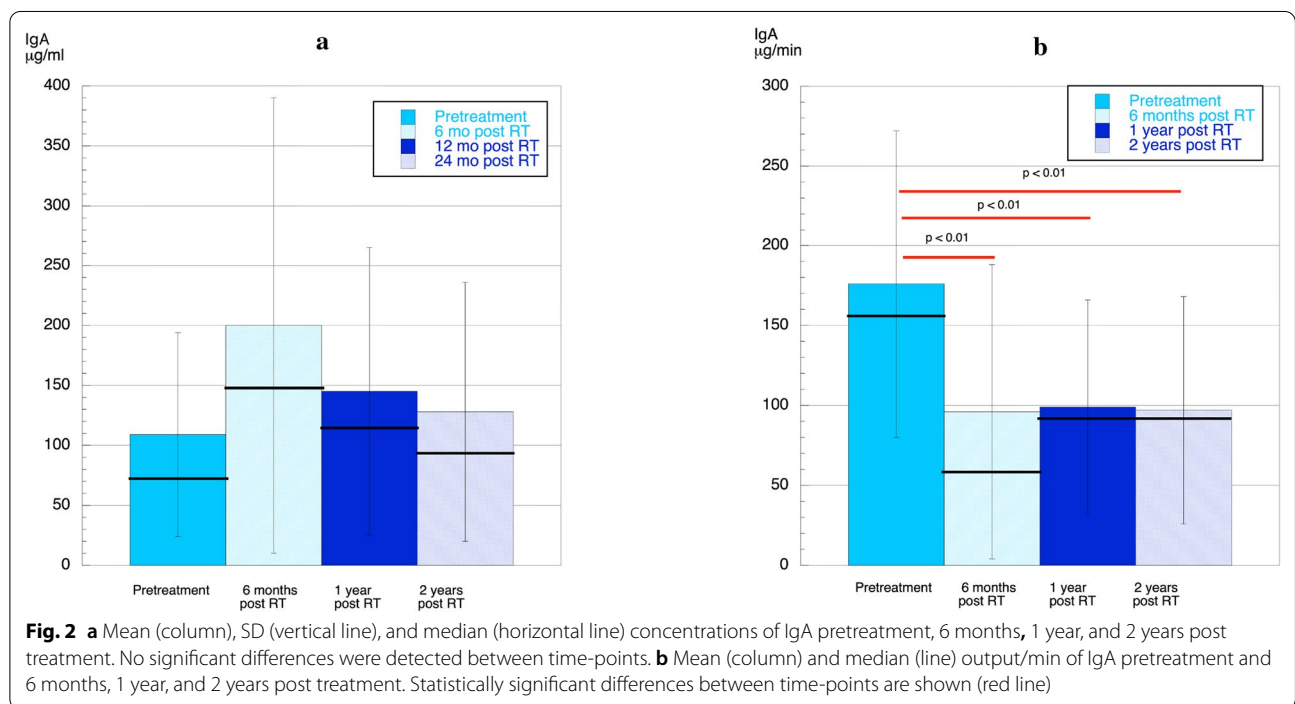 a
IgA
µg/ml
400
350
300
250
200
150
100
50
0
Pretreatment
6 mo post RT
12 mo post RT
24 mo post RT
Pretreatment
6 months
post RT
1 year
post RT
2 years
post RT
b
IgA
µg/min
300
250
200
150
100
50
0
Pretreatment
6 months post RT
1 year post RT
2 years post RT
p < 0.01
p < 0.01
p < 0.01
Pretreatment
6 months
post RT
1 year
post RT
2 years
post RT
Fig. 2 a Mean (column), SD (vertical line), and median (horizontal line) concentrations of IgA pretreatment, 6 months, 1 year, and 2 years post
treatment. No significant differences were detected between time-points. b Mean (column) and median (line) output/min of IgA pretreatment and
6 months, 1 year, and 2 years post treatment. Statistically significant differences between time-points are shown (red line)